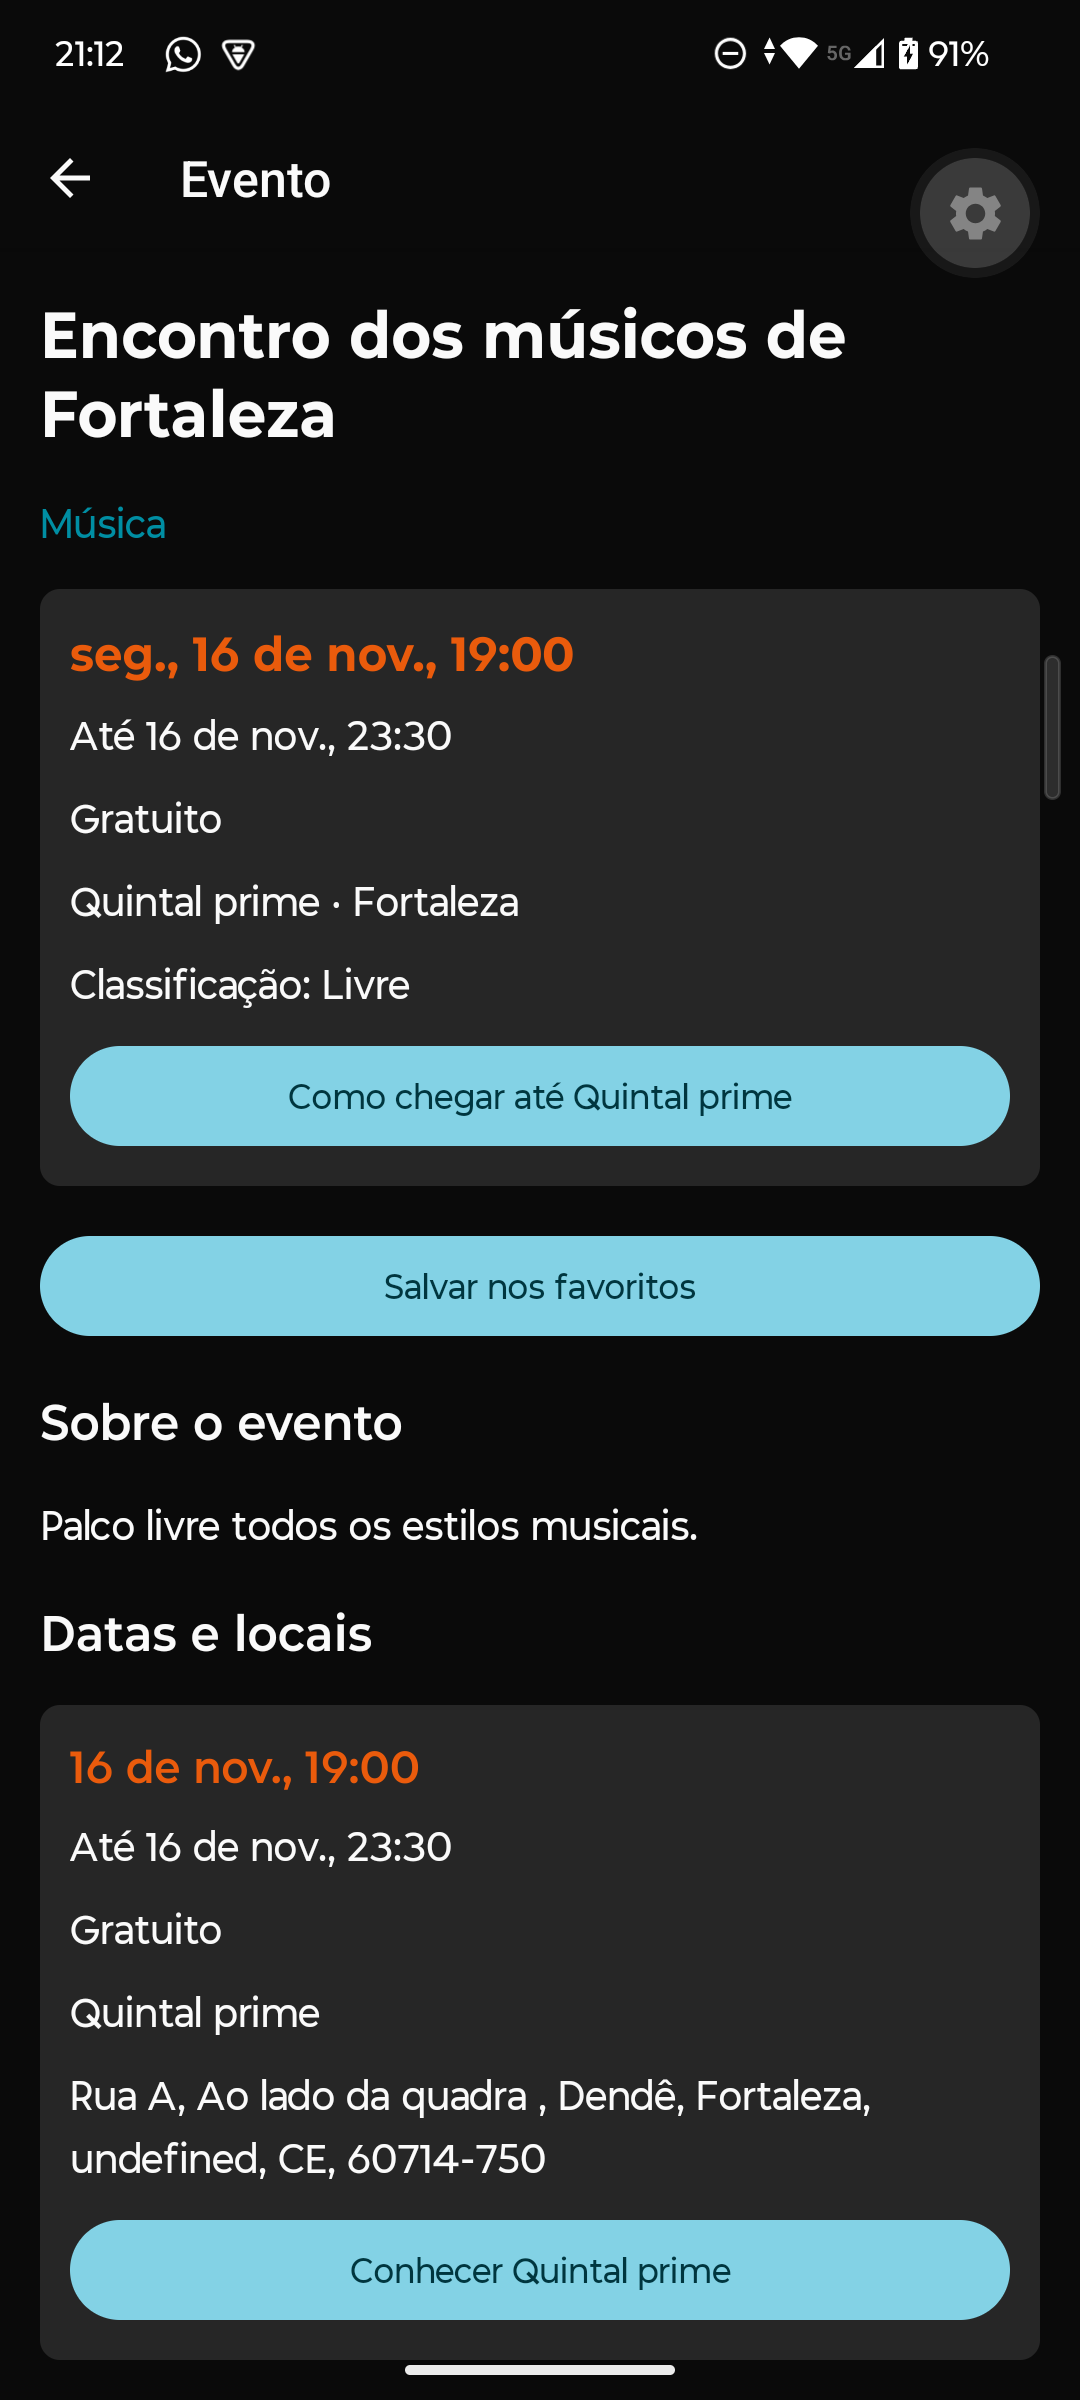 21:12
5G 91%
Evento
Encontro dos músicos de
Fortaleza
Música
seg., 16 de nov., 19:00
Até 16 de nov., 23:30
Gratuito
Quintal prime · Fortaleza
Classificação: Livre
Como chegar até Quintal prime
Salvar nos favoritos
Sobre o evento
Palco livre todos os estilos musicais.
Datas e locais
16 de nov., 19:00
Até 16 de nov., 23:30
Gratuito
Quintal prime
Rua A, Ao lado da quadra , Dendê, Fortaleza,
undefined, CE, 60714-750
Conhecer Quintal prime